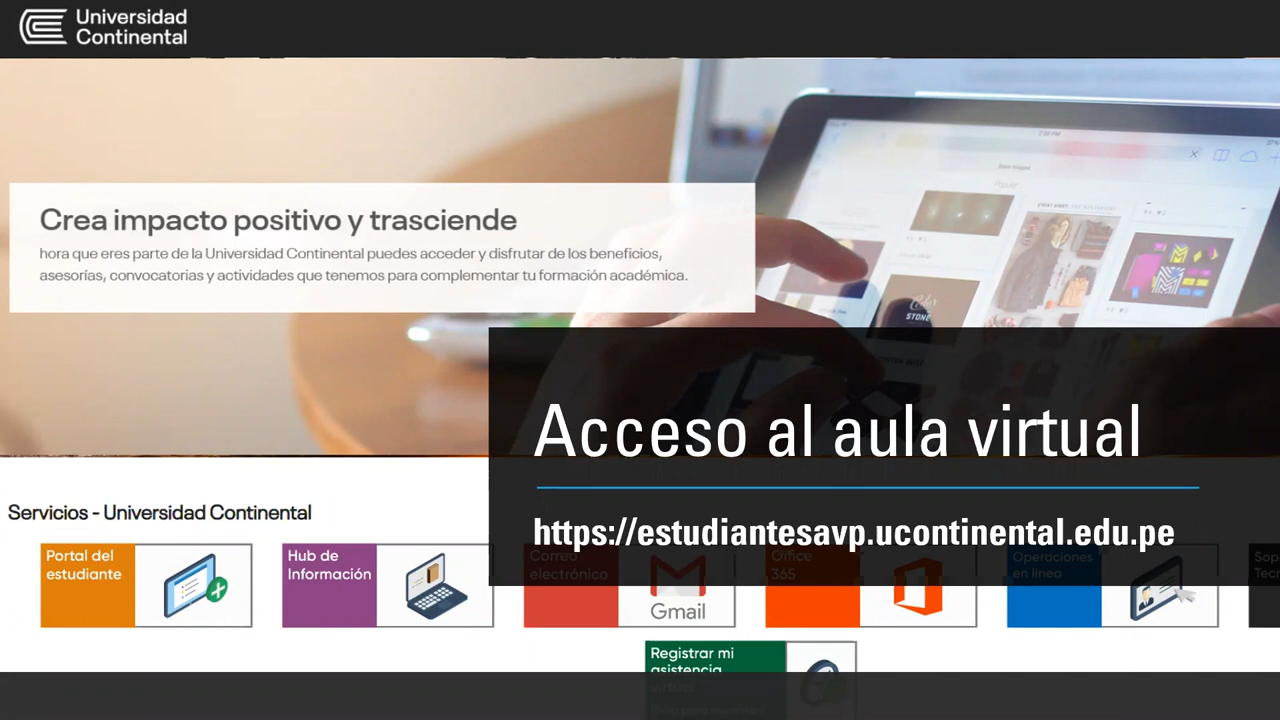 Universidad
Continental
Crea impacto positivo y trasciende
hora que eres parte de la Universidad Continental puedes acceder y disfrutar de los beneficios,
asesorías, convocatorias y actividades que tenemos para complementar tu formación académica.
Acceso al aula virtual
https://estudiantesavp.ucontinental.edu.pe
Servicios - Universidad Continental
Portal del
estudiante
Hub de
Información
Correo
electrónico
Gmail
Office
365
Operaciones
en linea
Registrar mi
asistencia
virtual